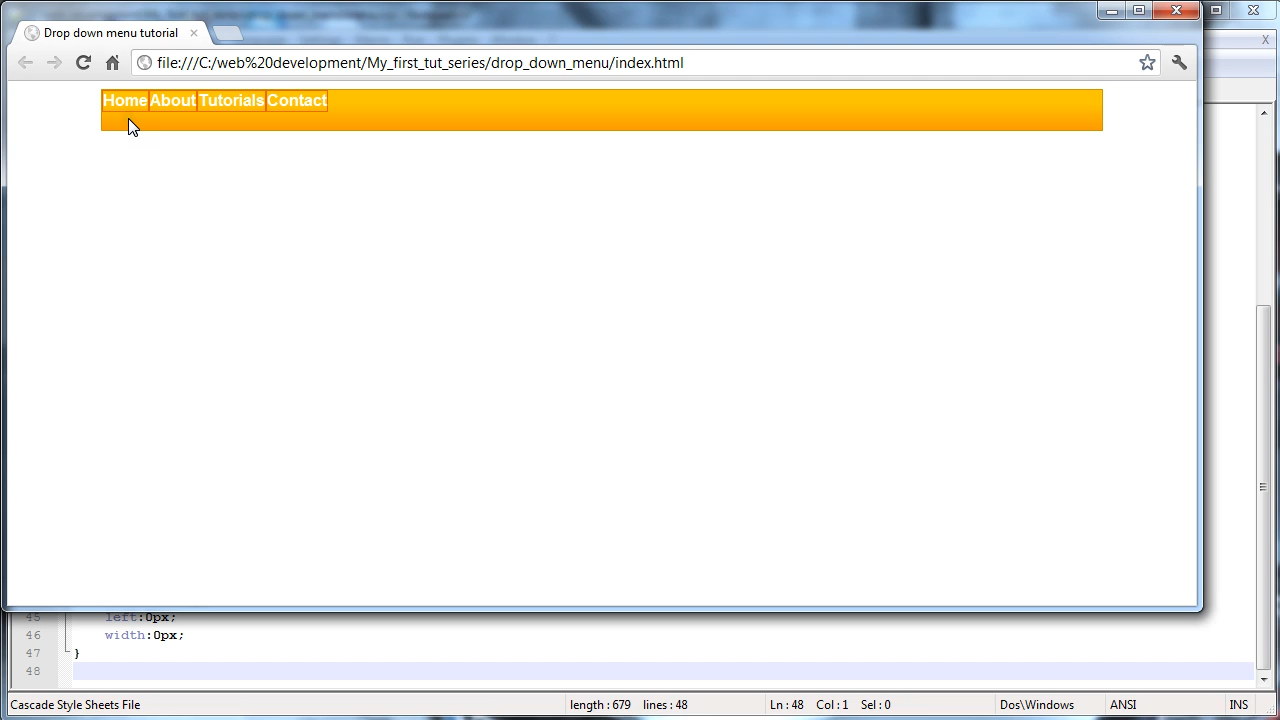 Drop down menu tutorial
file:///C:/web%20development/My_first_tut_series/drop_down_menu/index.html
Home About Tutorials Contact
45 left:0px;
46 width:0px;
47 }
48
Cascade Style Sheets File length : 679 lines : 48 Ln : 48 Col : 1 Sel : 0 Dos\Windows ANSI INS